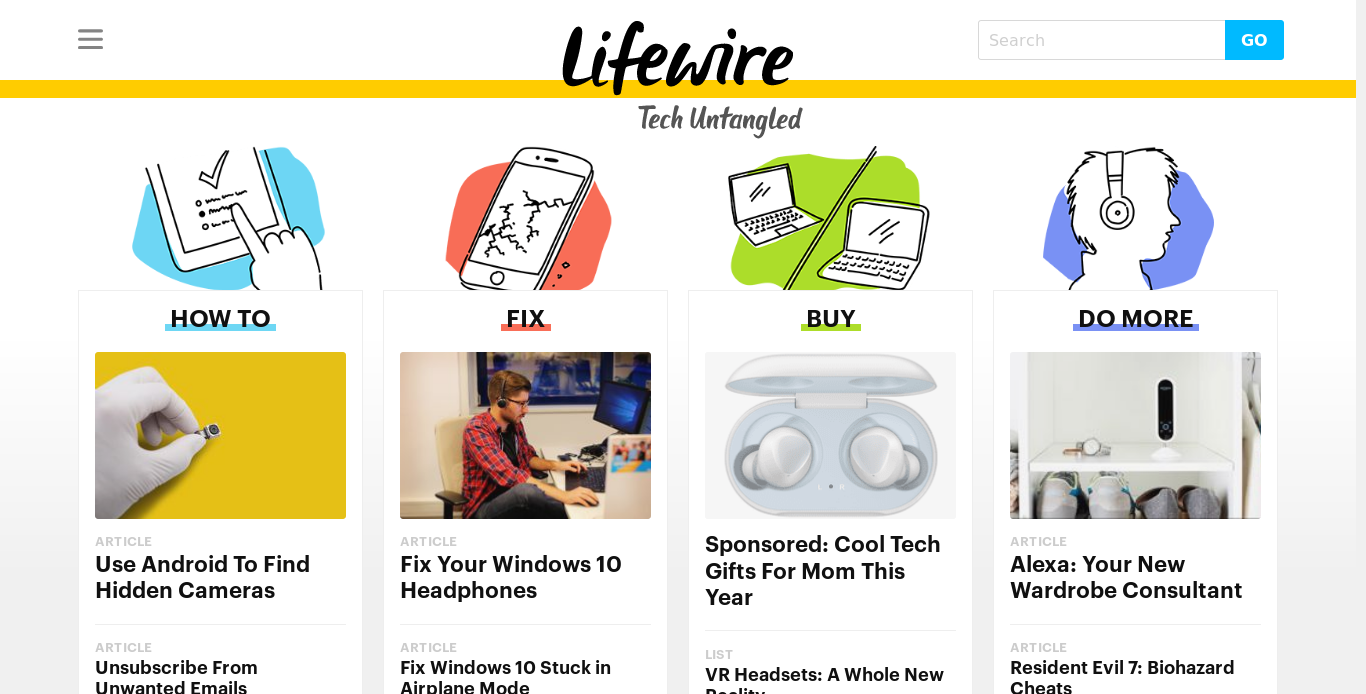 Lifewire
Search
GO
Tech Untangled
HOW TO
ARTICLE
Use Android To Find
Hidden Cameras
ARTICLE
Unsubscribe From
Unwanted Emails
FIX
ARTICLE
Fix Your Windows 10
Headphones
ARTICLE
Fix Windows 10 Stuck in
Airplane Mode
BUY
L R
Sponsored: Cool Tech
Gifts For Mom This
Year
LIST
VR Headsets: A Whole New
Reality
DO MORE
ARTICLE
Alexa: Your New
Wardrobe Consultant
ARTICLE
Resident Evil 7: Biohazard
Cheats